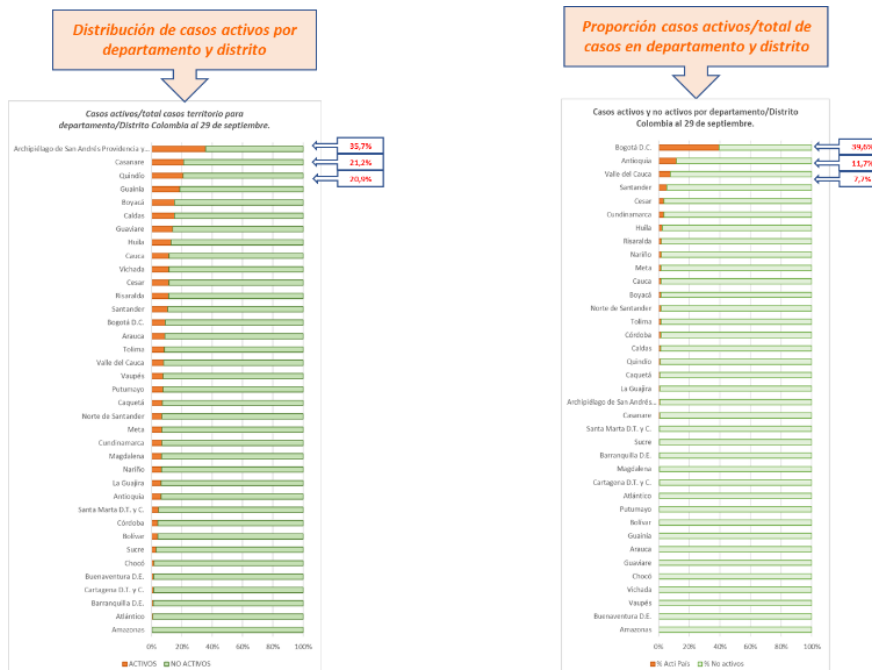 Distribución de casos activos por
departamento y distrito
Casos activos/total casos territorio para
departamento/Distrito Colombia al 29 de septiembre.
Archipiélago de San Andrés Providencia y...
35,7%
Casanare
21,2%
Quindío
20,9%
Guainía
Boyacá
Caldas
Guaviare
Huila
Cauca
Vichada
Cesar
Risaralda
Santander
Bogotá D.C.
Arauca
Tolima
Valle del Cauca
Vaupés
Putumayo
Caquetá
Norte de Santander
Meta
Cundinamarca
Magdalena
Nariño
La Guajira
Antioquia
Santa Marta D.T. y C.
Córdoba
Bolívar
Sucre
Chocó
Buenaventura D.E.
Cartagena D.T. y C.
Barranquilla D.E.
Atlántico
Amazonas
0% 20% 40% 60% 80% 100%
ACTIVOS NO ACTIVOS
Proporción casos activos/total de
casos en departamento y distrito
Casos activos y no activos por departamento/Distrito
Colombia al 29 de septiembre.
Bogotá D.C.
39,6%
Antioquia
11,7%
Valle del Cauca
7,7%
Santander
Cesar
Cundinamarca
Huila
Risaralda
Nariño
Meta
Cauca
Boyacá
Norte de Santander
Tolima
Córdoba
Caldas
Quindio
Caquetá
La Guajira
Archipiélago de San Andrés...
Casanare
Santa Marta D.T. y C.
Sucre
Barranquilla D.E.
Magdalena
Cartagena D.T. y C.
Atlántico
Putumayo
Bolivar
Guainía
Arauca
Guaviare
Chocó
Vichada
Vaupés
Buenaventura D.E.
Amazonas
0% 20% 40% 60% 80% 100%
% Acti País % No activos